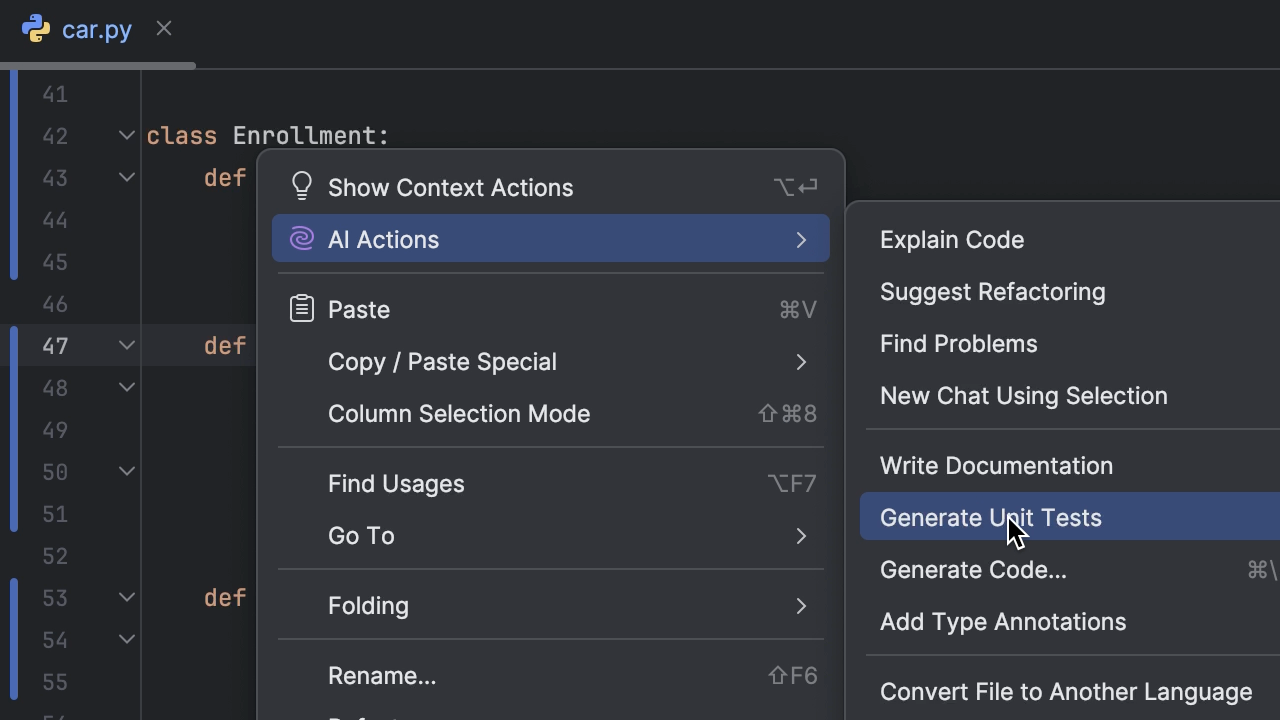 car.py
41
42 class Enrollment:
43 def
44
45
46
47 def
48
49
50
51
52
53 def
54
55
Show Context Actions ⌥↩
AI Actions
Paste ⌘V
Copy / Paste Special
Column Selection Mode ⇧⌘8
Find Usages ⌥F7
Go To
Folding
Rename... ⇧F6
Explain Code
Suggest Refactoring
Find Problems
New Chat Using Selection
Write Documentation
Generate Unit Tests
Generate Code... ⌘\
Add Type Annotations
Convert File to Another Language